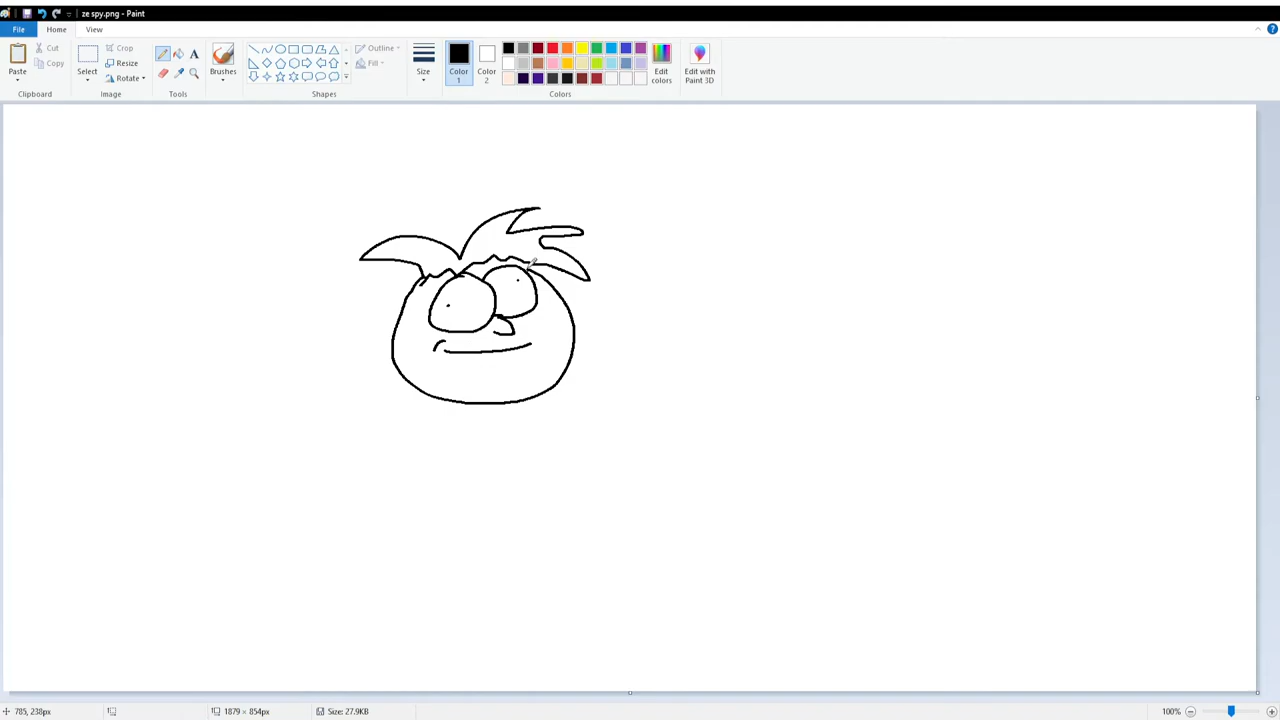 ze spy.png - Paint
File
Home
View
Paste
Cut
Copy
Clipboard
Select
Crop
Resize
Rotate
Image
A
Tools
Brushes
Outline
Fill
Shapes
Size
Color
1
Color
2
Edit
colors
Colors
Edit with
Paint 3D
785, 238px
1879 × 854px
Size: 27.9KB
100%